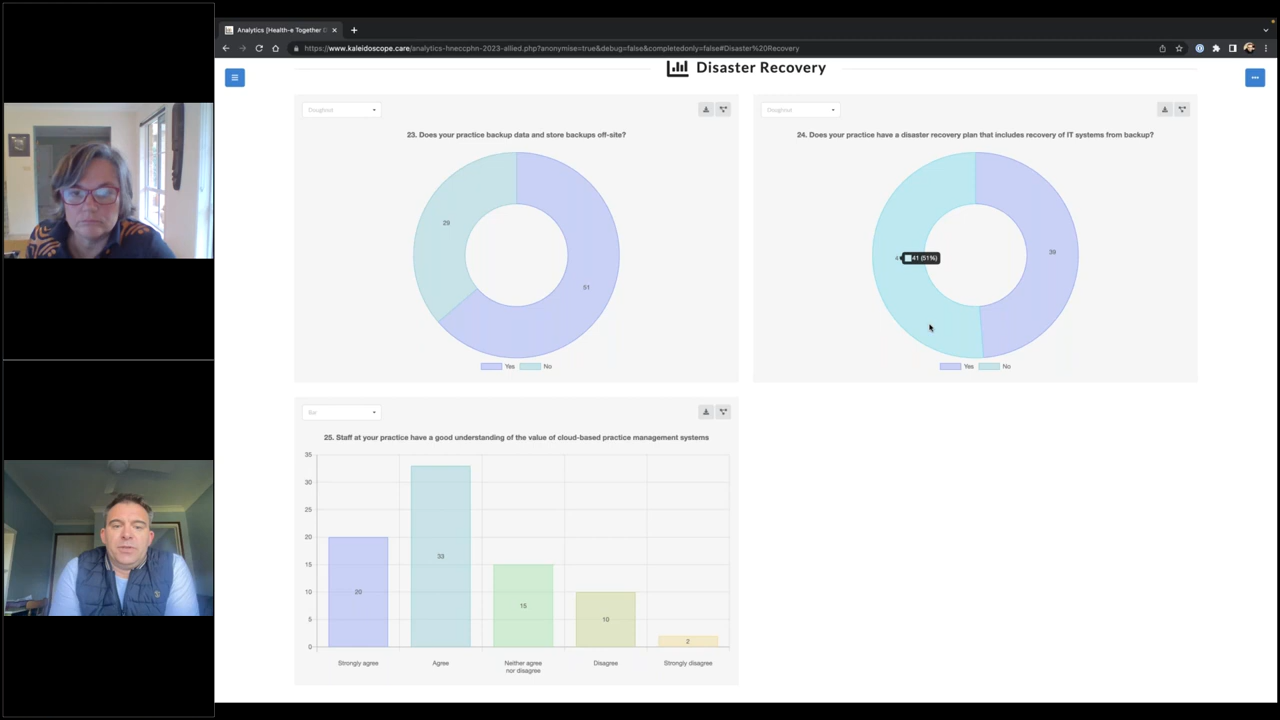 Analytics [Health-e Together D
https://www.kaleidoscope.care/analytics-hneccphn-2023-allied.php?anonymise=true&debug=false&completedonly=false#Disaster%20Recovery
Disaster Recovery
Doughnut
23. Does your practice backup data and store backups off-site?
29
51
Yes No
Doughnut
24. Does your practice have a disaster recovery plan that includes recovery of IT systems from backup?
39
41 (51%)
Yes No
Bar
25. Staff at your practice have a good understanding of the value of cloud-based practice management systems
35
30
25
20
15
10
5
0
20
33
15
10
2
Strongly agree
Agree
Neither agree
nor disagree
Disagree
Strongly disagree